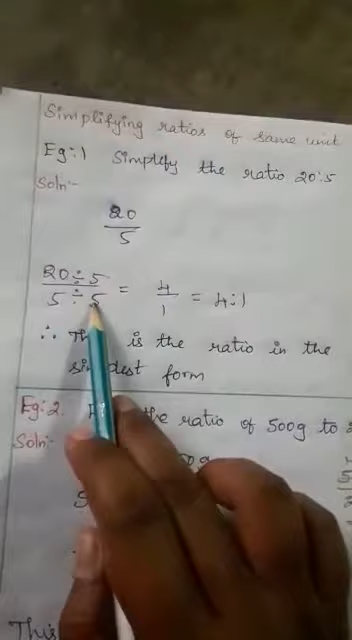 Simplifying ratios of same unit
Eg:1 Simplify the ratio 20:5
Soln:-
20
5
20÷5
5÷5
= 4/1 = 4:1
∴ is the ratio in the
form
Eg:2. the ratio of 500g to
Soln:-
This